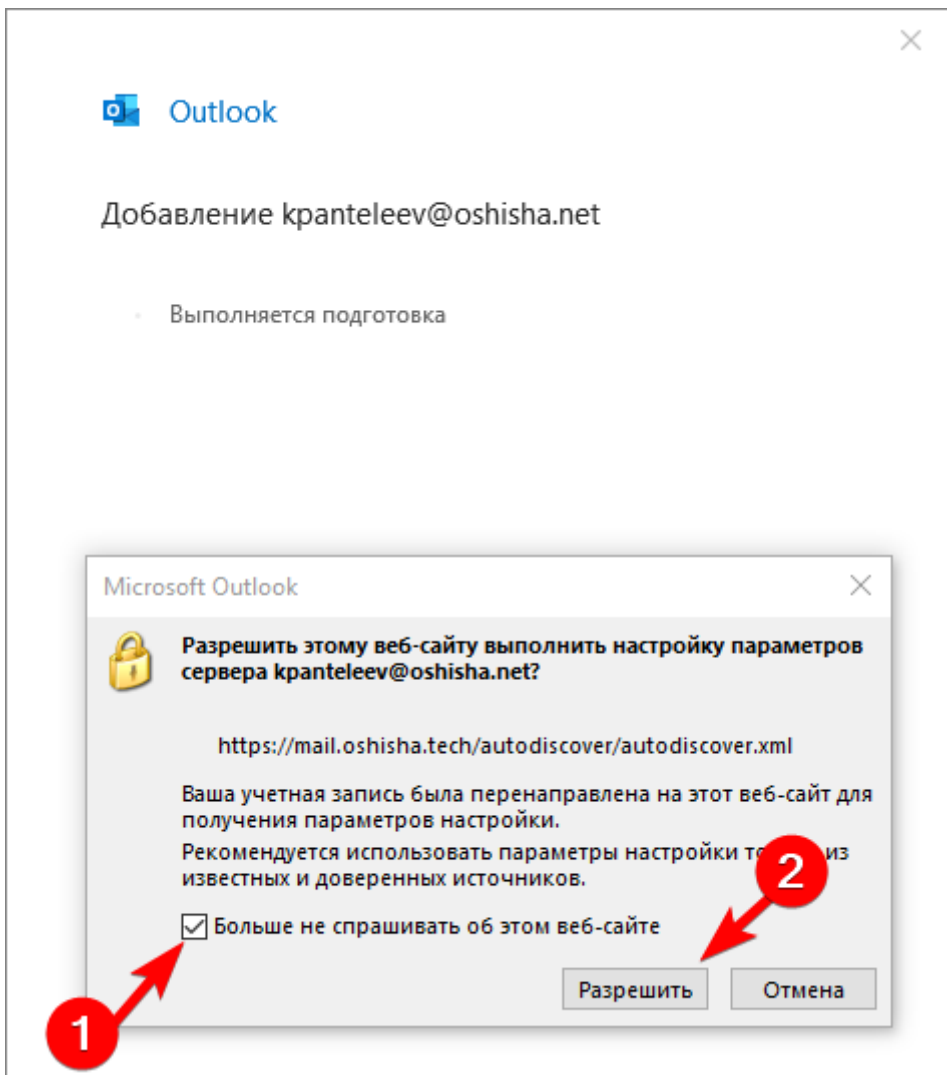 Outlook
Добавление kpanteleev@oshisha.net
Выполняется подготовка
Microsoft Outlook
Разрешить этому веб-сайту выполнить настройку параметров
сервера kpanteleev@oshisha.net?
https://mail.oshisha.tech/autodiscover/autodiscover.xml
Ваша учетная запись была перенаправлена на этот веб-сайт для
получения параметров настройки.
Рекомендуется использовать параметры настройки из
известных и доверенных источников.
2
Больше не спрашивать об этом веб-сайте
Разрешить
Отмена
1